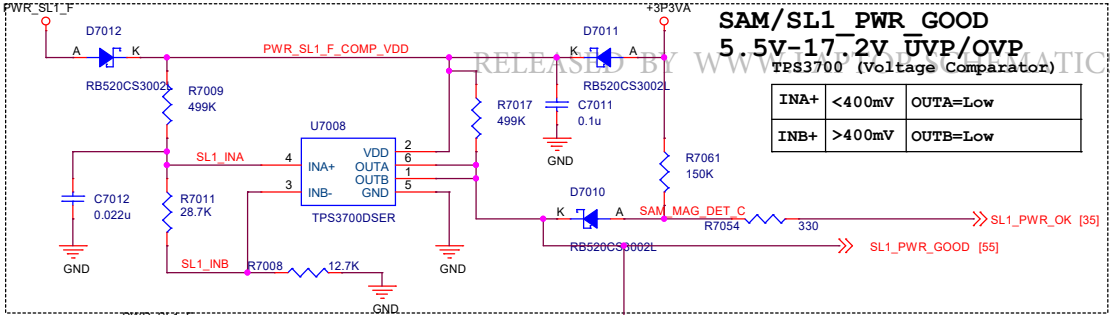 PWR_SL1_F
+3P3VA
SAM/SL1_PWR_GOOD
5.5V-17.2V UVP/OVP
TPS3700 (Voltage Comparator)
RELEASED BY WWW.LAPTOP-SCHEMATIC
INA+ <400mV OUTA=Low
INB+ >400mV OUTB=Low
D7012
A K
RB520CS3002L
PWR_SL1_F_COMP_VDD
D7011
K A
RB520CS3002L
R7009
499K
R7017
499K
C7011
0.1u
GND
U7008
SL1_INA
4 INA+
3 INB-
VDD 2
OUTA 6
OUTB 1
GND 5
TPS3700DSER
R7061
150K
C7012
0.022u
GND
R7011
28.7K
D7010
K A
RB520CS3002L
SAM_MAG_DET_C
R7054 330
SL1_PWR_OK [35]
SL1_PWR_GOOD [55]
SL1_INB
R7008 12.7K
GND
GND